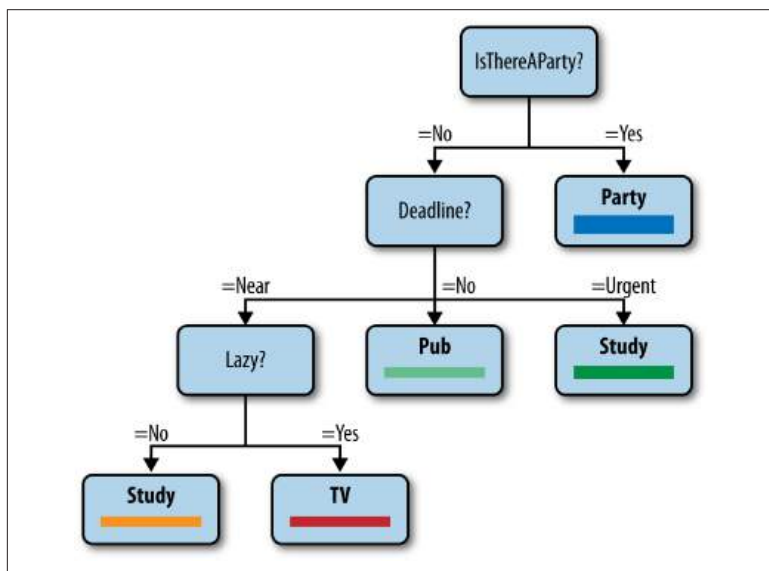 IsThereAParty?
=No
=Yes
Deadline?
Party
=Near
=No
=Urgent
Lazy?
Pub
Study
=No
=Yes
Study
TV